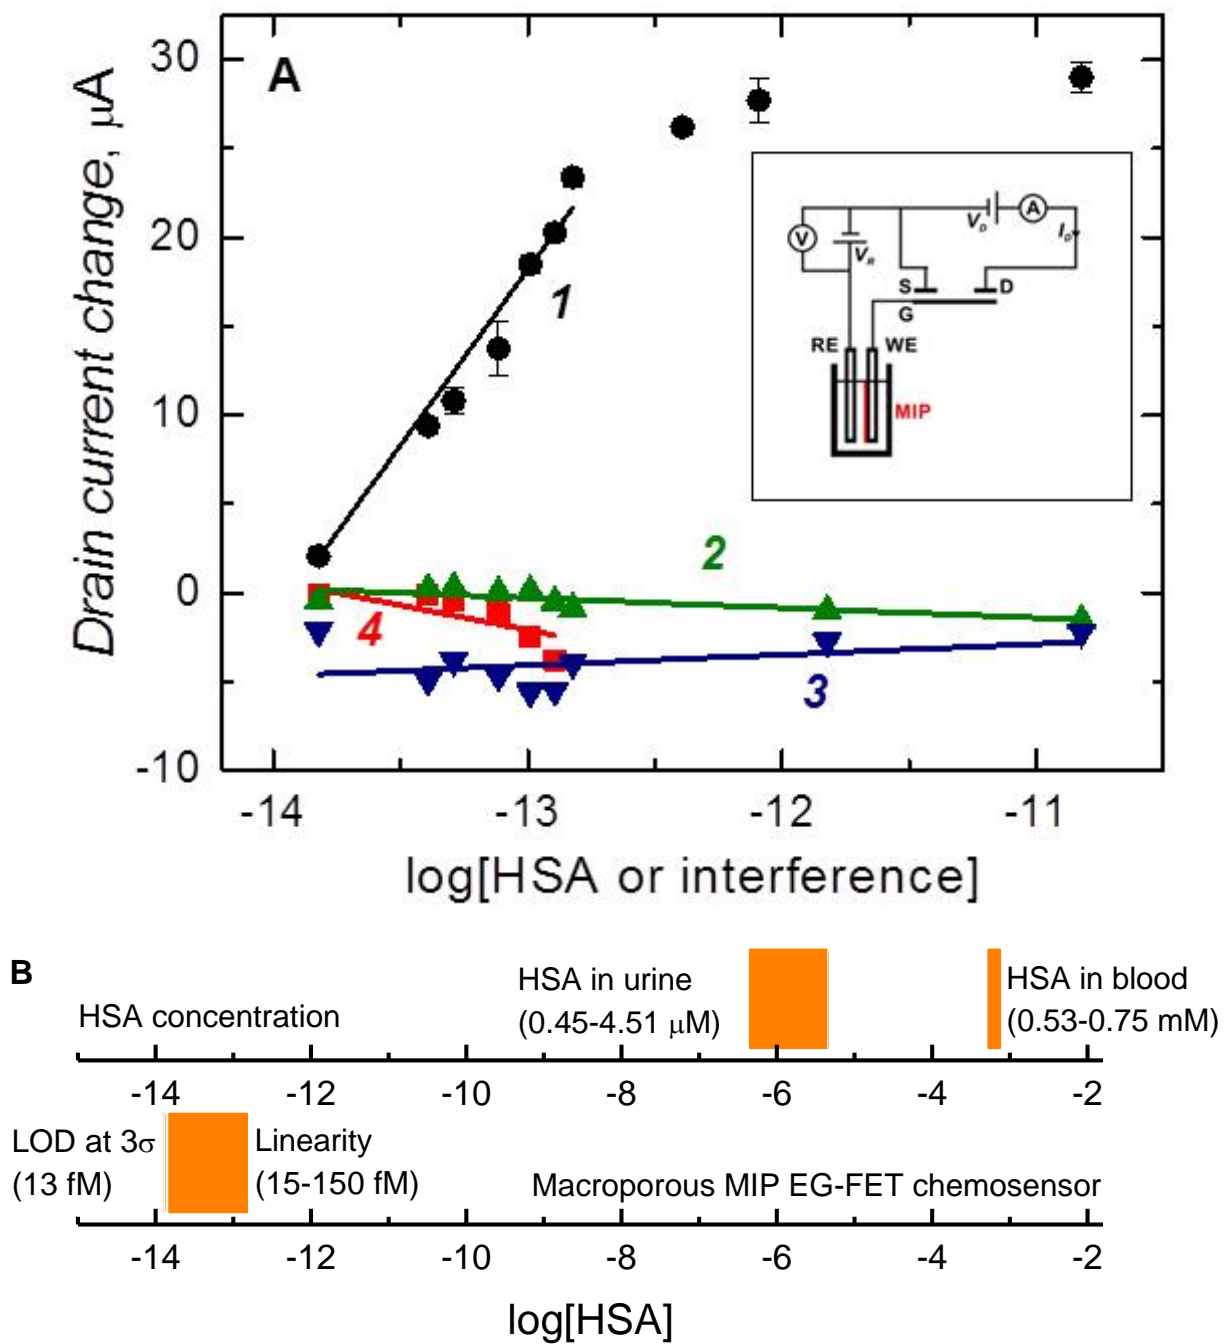 A
Drain current change, μA
30
20
10
0
-10
1
2
3
4
V
V_R
V_D
A
I_D
S
D
G
RE
WE
MIP
-14
-13
-12
-11
log[HSA or interference]
B
HSA concentration
HSA in urine
(0.45-4.51 μM)
HSA in blood
(0.53-0.75 mM)
-14
-12
-10
-8
-6
-4
-2
LOD at 3σ
(13 fM)
Linearity
(15-150 fM)
Macroporous MIP EG-FET chemosensor
-14
-12
-10
-8
-6
-4
-2
log[HSA]